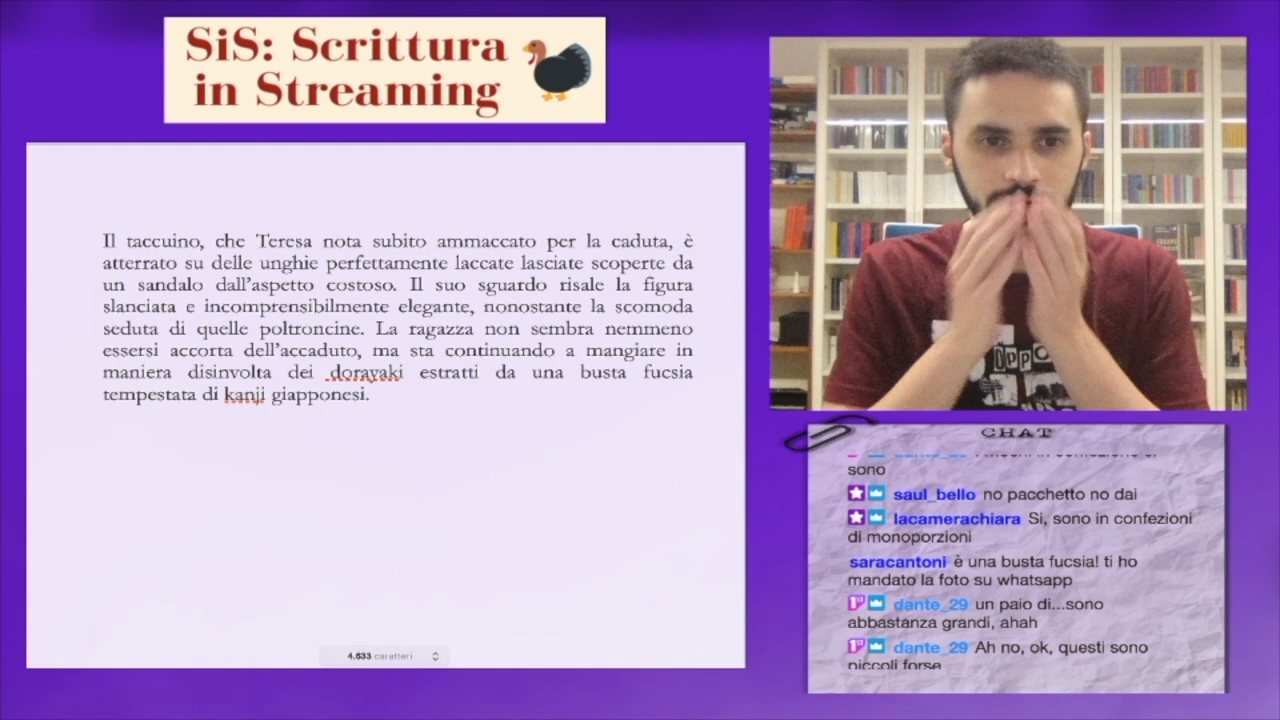 SiS: Scrittura
in Streaming
Il taccuino, che Teresa nota subito ammaccato per la caduta, è
atterrato su delle unghie perfettamente laccate lasciate scoperte da
un sandalo dall’aspetto costoso. Il suo sguardo risale la figura
slanciata e incomprensibilmente elegante, nonostante la scomoda
seduta di quelle poltroncine. La ragazza non sembra nemmeno
essersi accorta dell’accaduto, ma sta continuando a mangiare in
maniera disinvolta dei dorayaki estratti da una busta fucsia
tempestata di kanji giapponesi.
4.633 caratteri
CHAT
sono
saul_bello no pacchetto no dai
lacamerachiara Si, sono in confezioni
di monoporzioni
saracantoni è una busta fucsia! ti ho
mandato la foto su whatsapp
dante_29 un paio di...sono
abbastanza grandi, ahah
dante_29 Ah no, ok, questi sono
piccoli forse